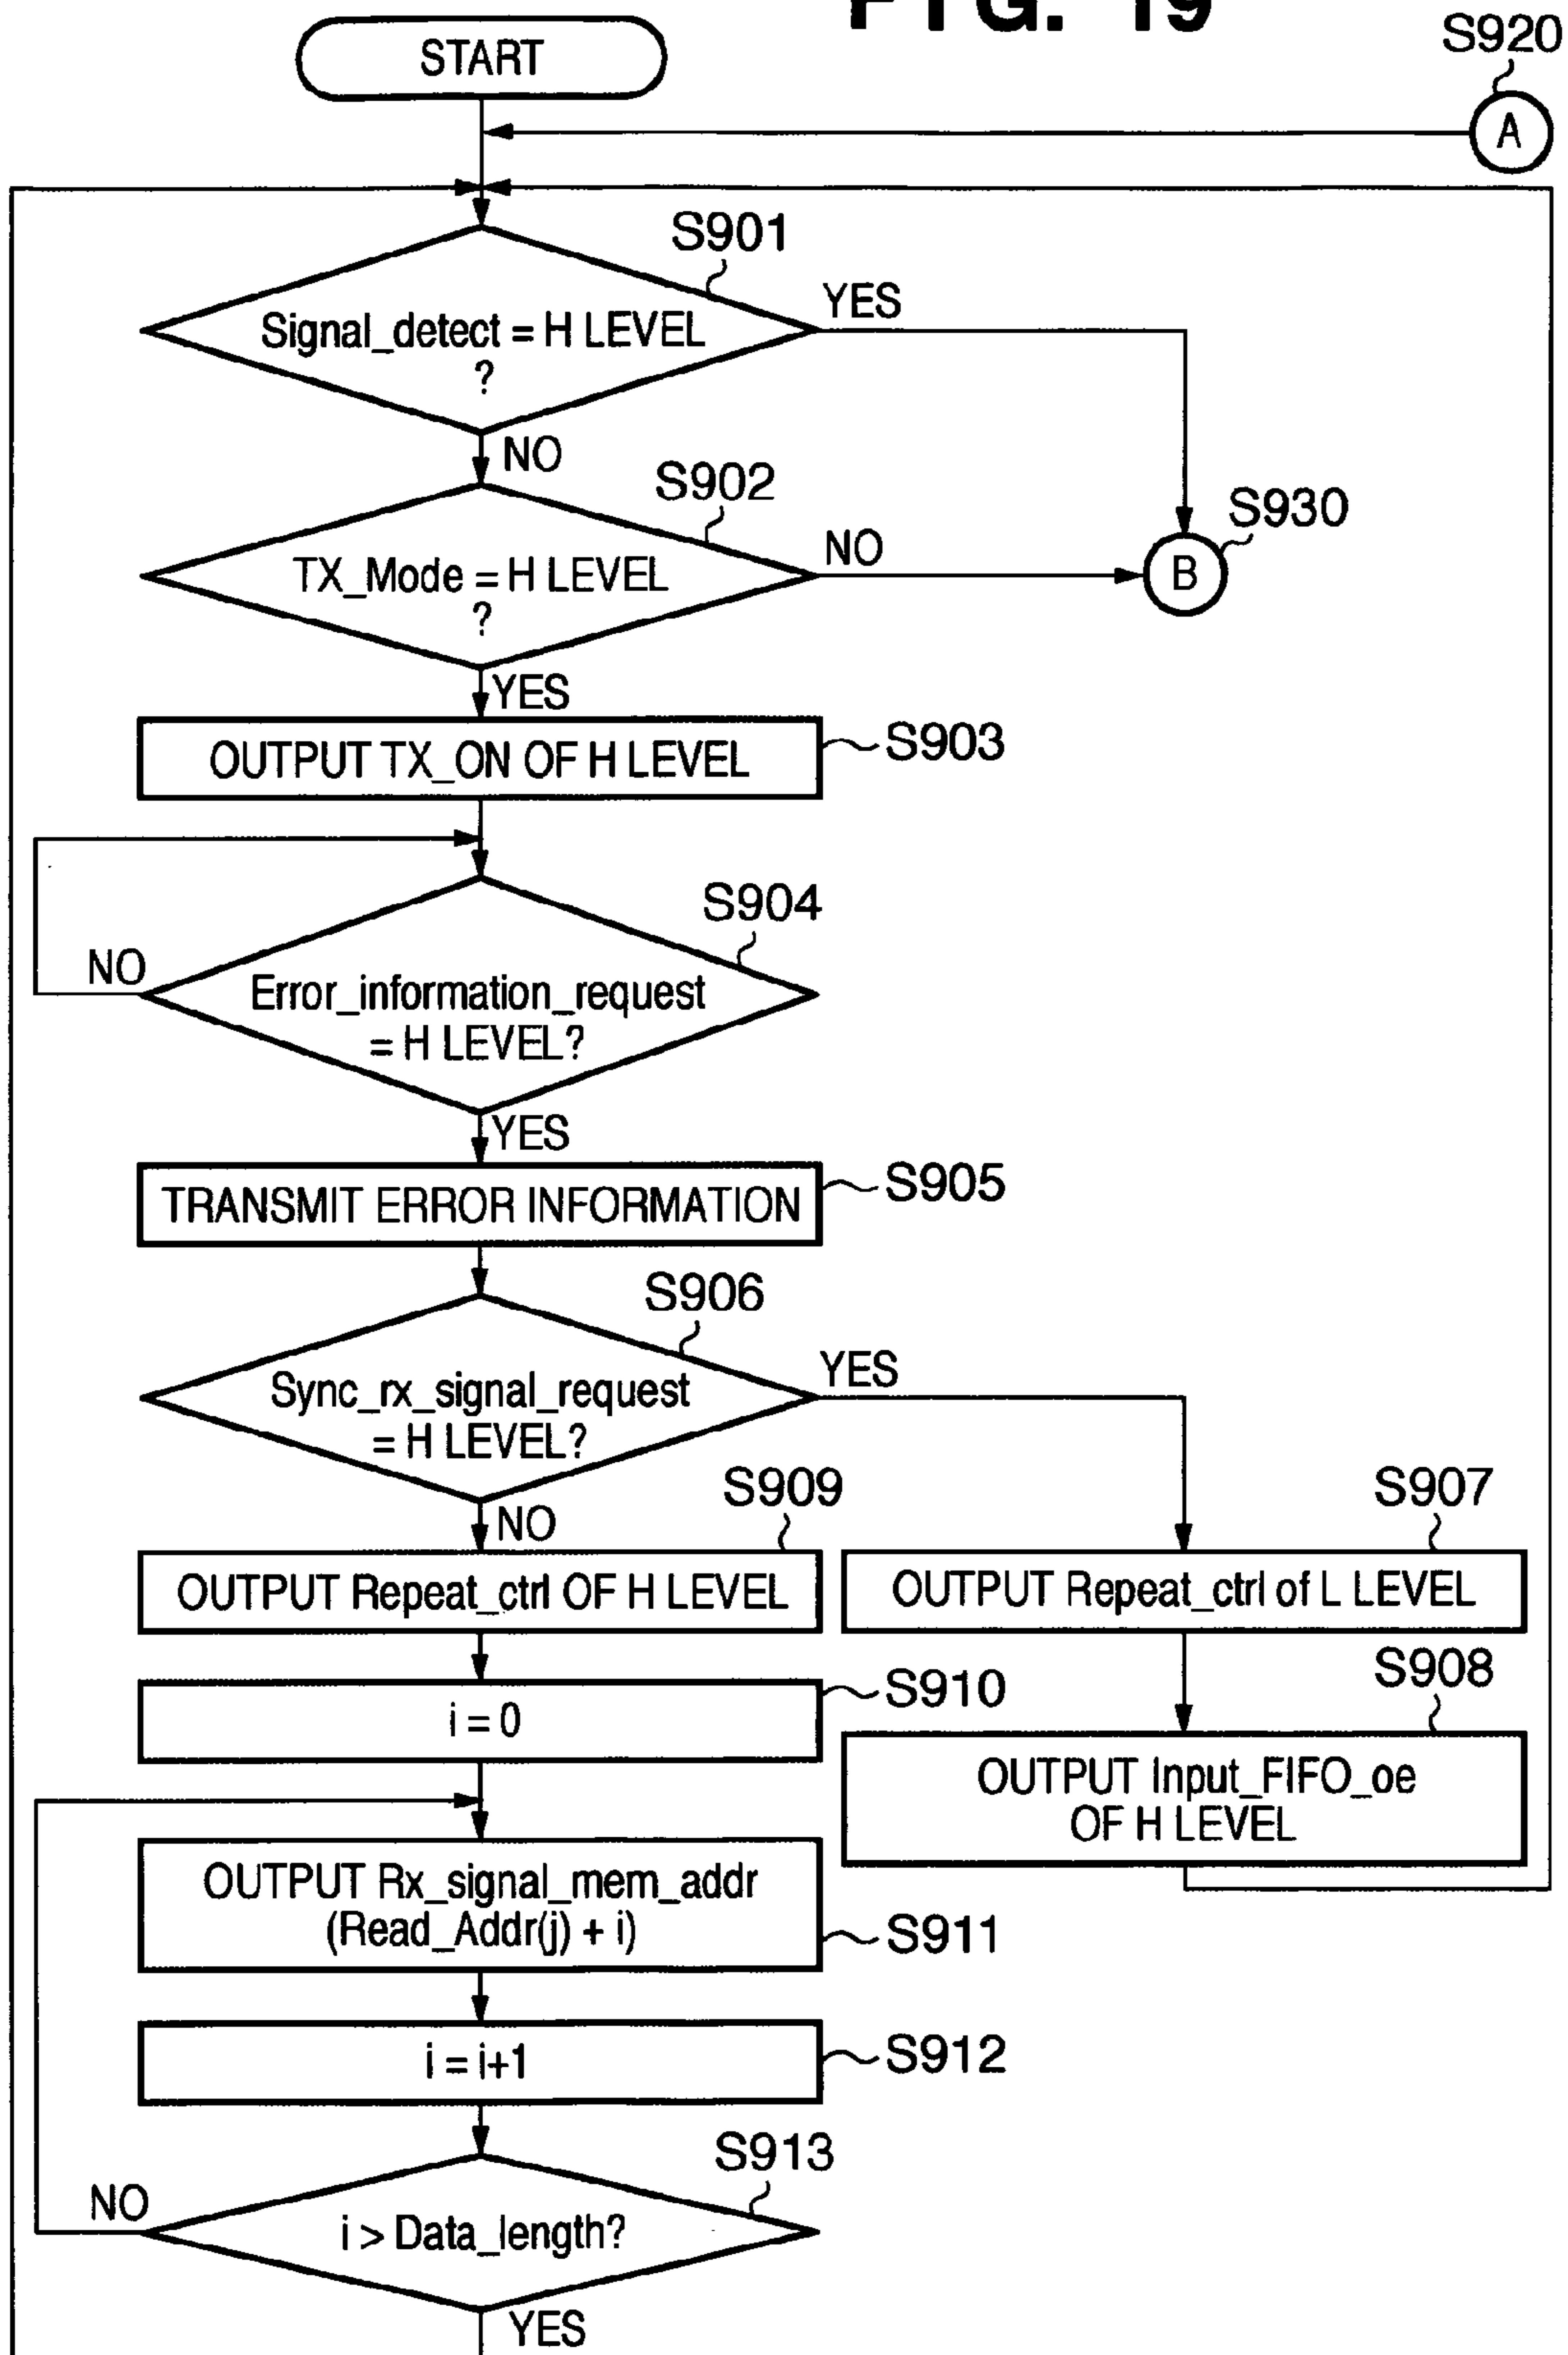 FIG. 19
START
S920
A
S901
Signal_detect = H LEVEL
?
YES
NO
S902
TX_Mode = H LEVEL
?
NO
S930
B
YES
OUTPUT TX_ON OF H LEVEL
S903
S904
NO
Error_information_request
= H LEVEL?
YES
TRANSMIT ERROR INFORMATION
S905
S906
Sync_rx_signal_request
= H LEVEL?
YES
NO
S909
S907
OUTPUT Repeat_ctrl OF H LEVEL
OUTPUT Repeat_ctrl of L LEVEL
S910
i = 0
S908
OUTPUT Input_FIFO_oe
OF H LEVEL
OUTPUT Rx_signal_mem_addr
(Read_Addr(j) + i)
S911
i = i+1
S912
S913
NO
i > Data_length?
YES